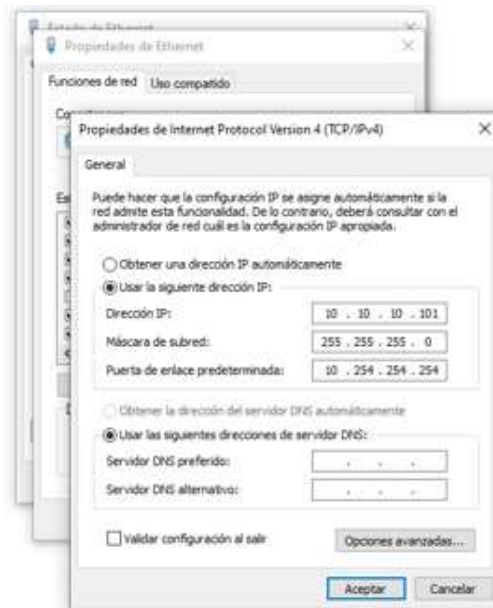 Estado de Ethernet
Propiedades de Ethernet
Funciones de red
Uso compartido
Propiedades de Internet Protocol Version 4 (TCP/IPv4)
General
Puede hacer que la configuración IP se asigne automáticamente si la
red admite esta funcionalidad. De lo contrario, deberá consultar con el
administrador de red cuál es la configuración IP apropiada.
Obtener una dirección IP automáticamente
Usar la siguiente dirección IP:
Dirección IP:
10 . 10 . 10 . 101
Máscara de subred:
255 . 255 . 255 . 0
Puerta de enlace predeterminada:
10 . 254 . 254 . 254
Obtener la dirección del servidor DNS automáticamente
Usar las siguientes direcciones de servidor DNS:
Servidor DNS preferido:
Servidor DNS alternativo:
Validar configuración al salir
Opciones avanzadas...
Aceptar
Cancelar